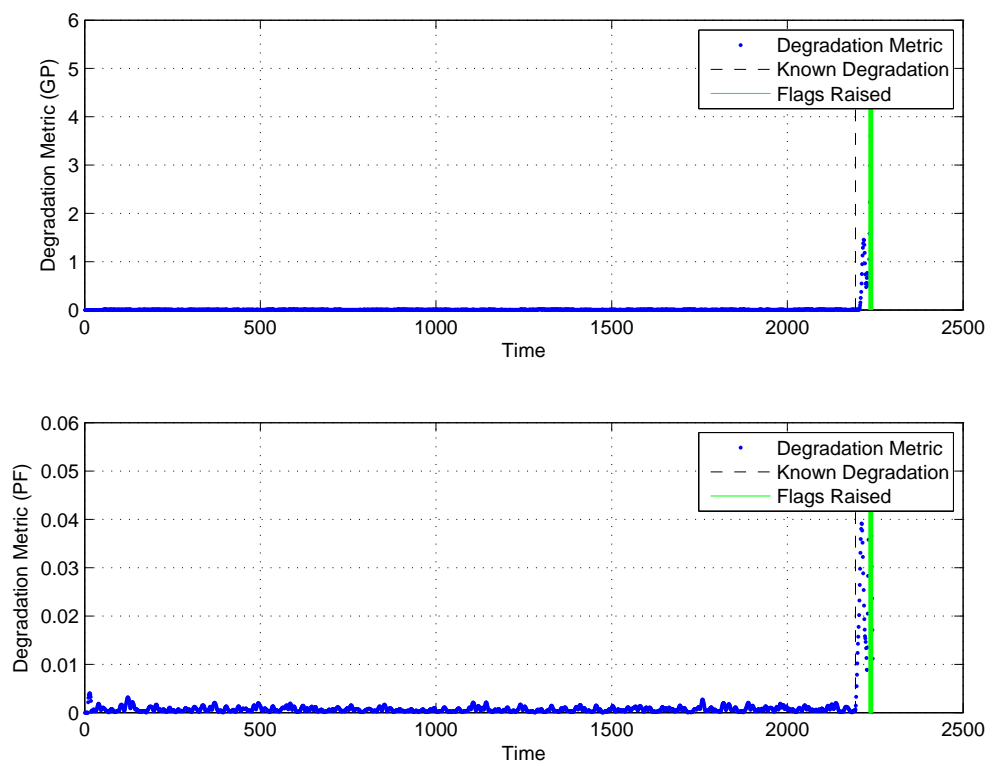 6
5
4
3
2
1
0
Degradation Metric (GP)
Degradation Metric
Known Degradation
Flags Raised
0 500 1000 1500 2000 2500
Time
0.06
0.05
0.04
0.03
0.02
0.01
0
Degradation Metric (PF)
Degradation Metric
Known Degradation
Flags Raised
0 500 1000 1500 2000 2500
Time